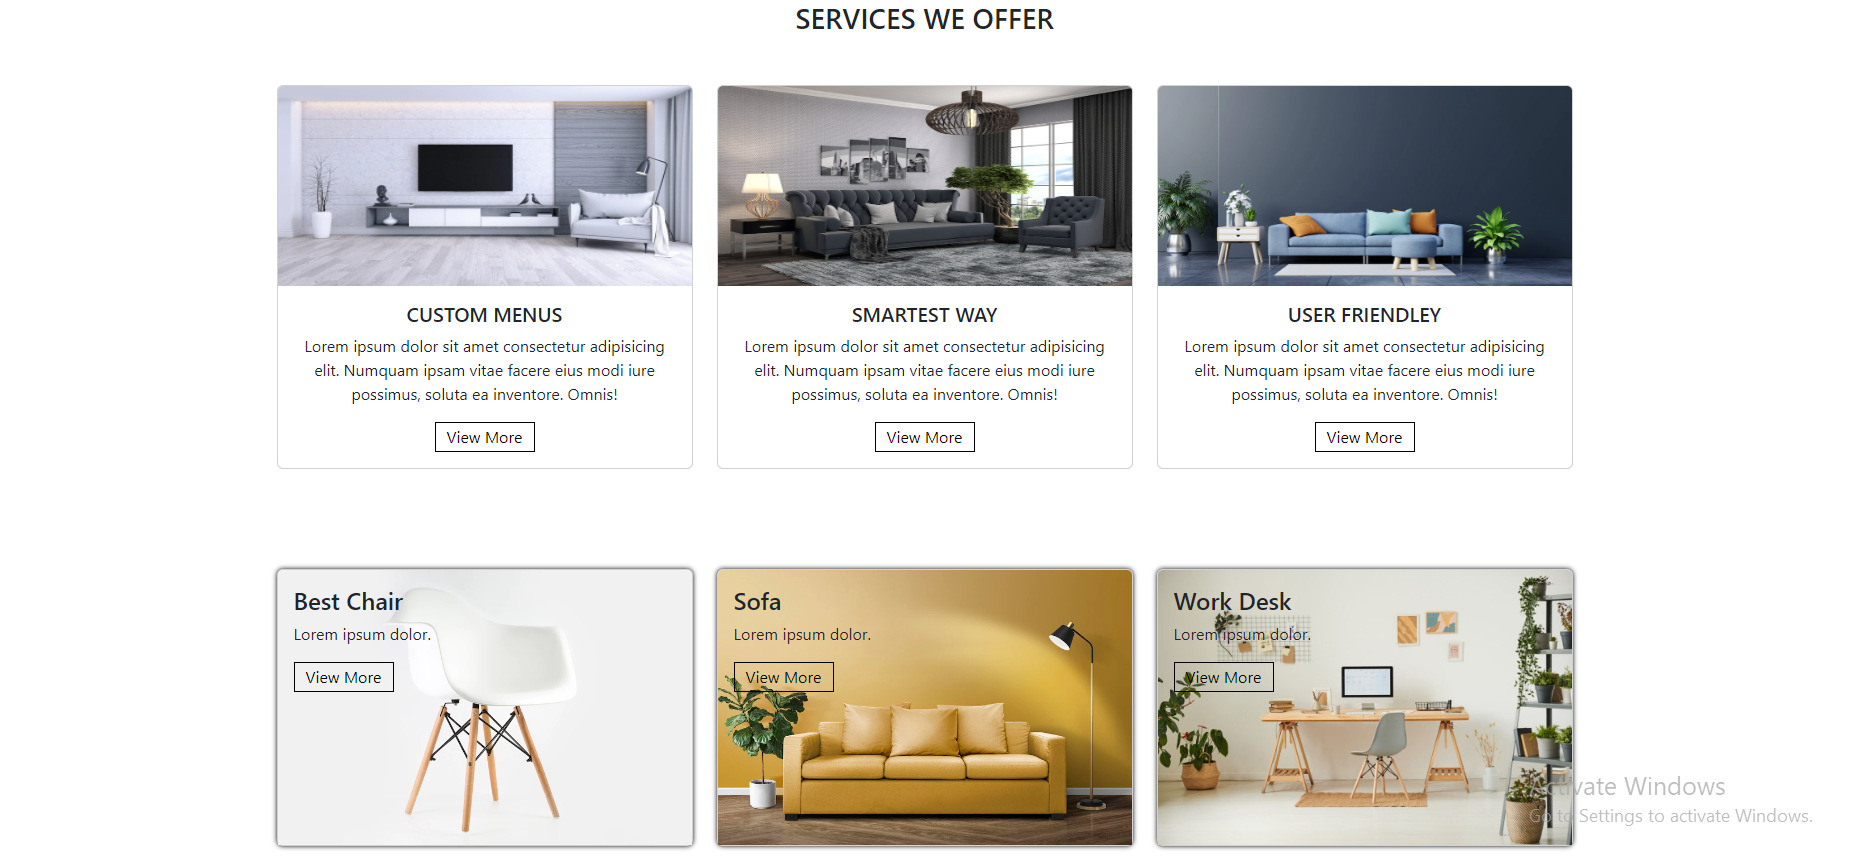 SERVICES WE OFFER
CUSTOM MENUS
Lorem ipsum dolor sit amet consectetur adipisicing
elit. Numquam ipsam vitae facere eius modi iure
possimus, soluta ea inventore. Omnis!
View More
SMARTEST WAY
Lorem ipsum dolor sit amet consectetur adipisicing
elit. Numquam ipsam vitae facere eius modi iure
possimus, soluta ea inventore. Omnis!
View More
USER FRIENDLEY
Lorem ipsum dolor sit amet consectetur adipisicing
elit. Numquam ipsam vitae facere eius modi iure
possimus, soluta ea inventore. Omnis!
View More
Best Chair
Lorem ipsum dolor.
View More
Sofa
Lorem ipsum dolor.
View More
Work Desk
Lorem ipsum dolor.
View More
Activate Windows
Go to Settings to activate Windows.